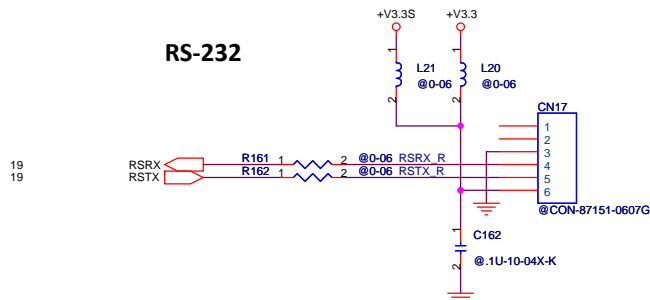 +V3.3S +V3.3
RS-232
1 1
L21 L20
@0-06 @0-06
2 2
CN17
1
2
3
19 RSRX R161 1 2 @0-06 RSRX_R 4
19 RSTX R162 1 2 @0-06 RSTX_R 5
6
@CON-87151-0607G
1
C162
@.1U-10-04X-K
2